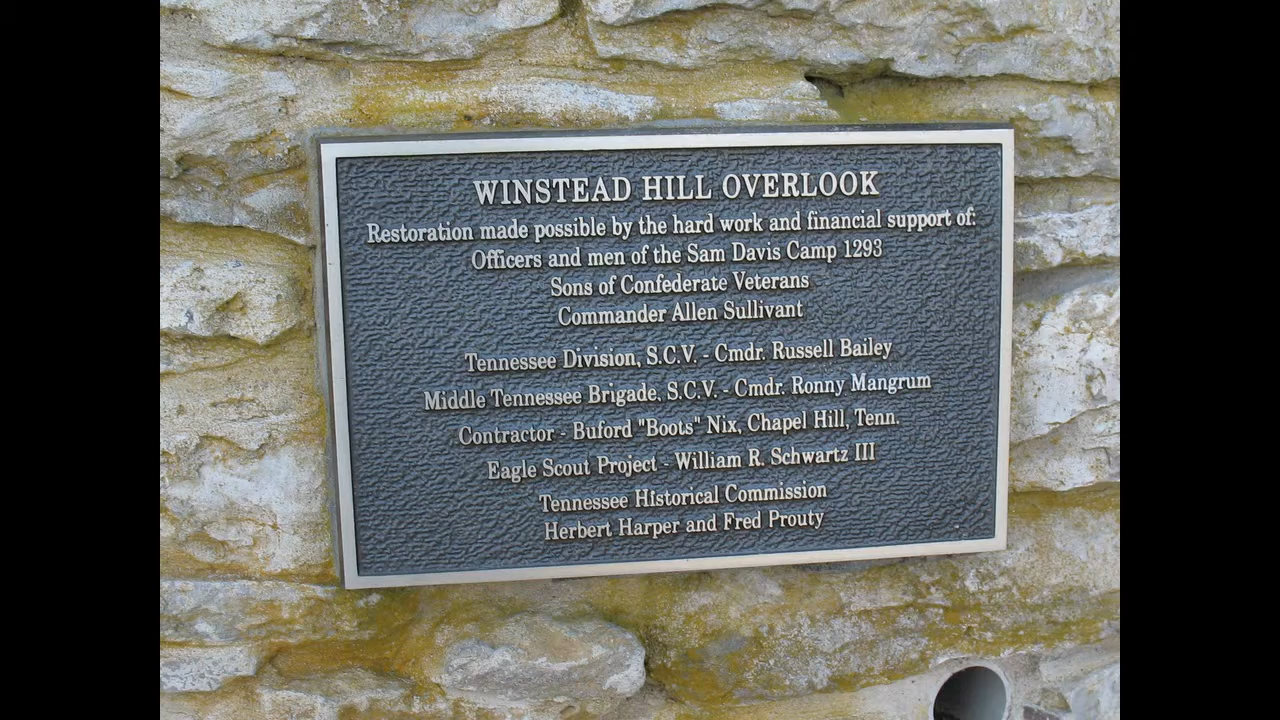 WINSTEAD HILL OVERLOOK
Restoration made possible by the hard work and financial support of:
Officers and men of the Sam Davis Camp 1293
Sons of Confederate Veterans
Commander Allen Sullivant
Tennessee Division, S.C.V. - Cmdr. Russell Bailey
Middle Tennessee Brigade, S.C.V. - Cmdr. Ronny Mangrum
Contractor - Buford "Boots" Nix, Chapel Hill, Tenn.
Eagle Scout Project - William R. Schwartz III
Tennessee Historical Commission
Herbert Harper and Fred Prouty